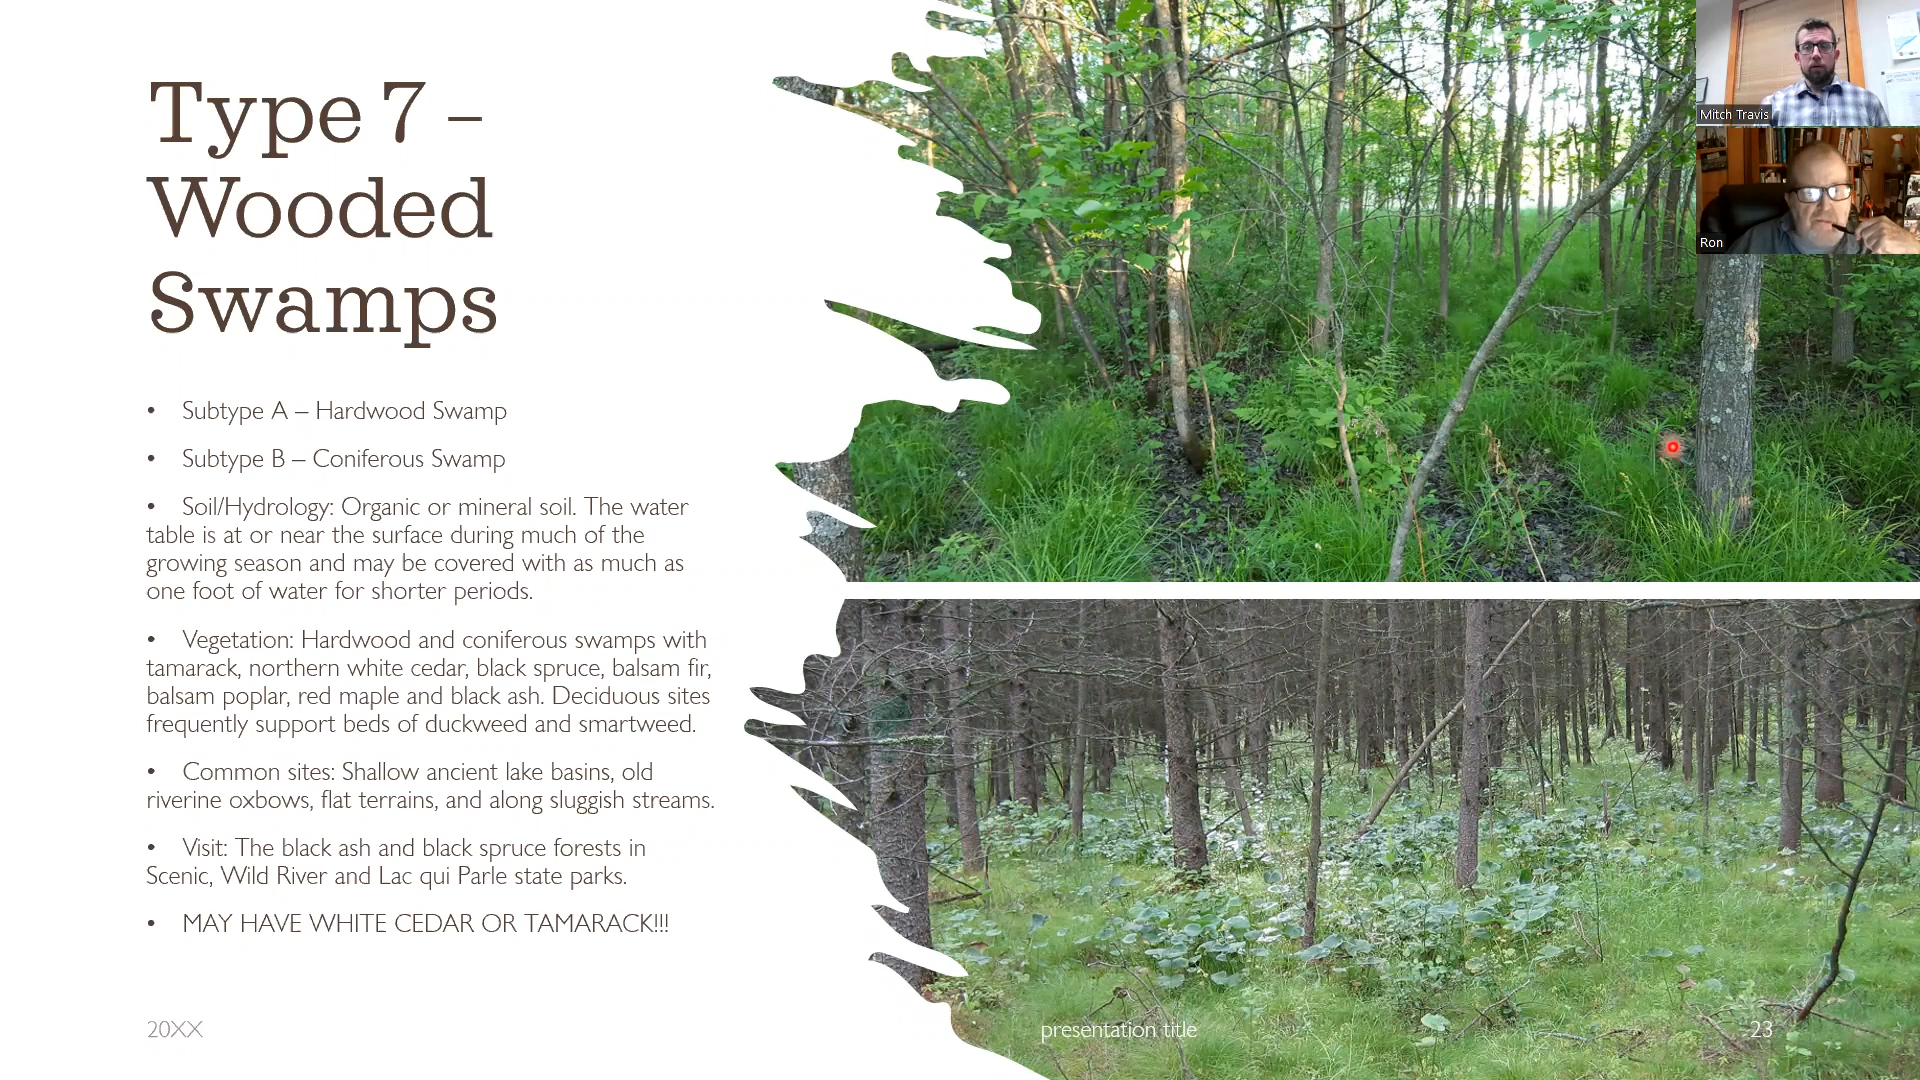 Type 7 –
Wooded
Swamps
• Subtype A – Hardwood Swamp
• Subtype B – Coniferous Swamp
• Soil/Hydrology: Organic or mineral soil. The water
table is at or near the surface during much of the
growing season and may be covered with as much as
one foot of water for shorter periods.
• Vegetation: Hardwood and coniferous swamps with
tamarack, northern white cedar, black spruce, balsam fir,
balsam poplar, red maple and black ash. Deciduous sites
frequently support beds of duckweed and smartweed.
• Common sites: Shallow ancient lake basins, old
riverine oxbows, flat terrains, and along sluggish streams.
• Visit: The black ash and black spruce forests in
Scenic, Wild River and Lac qui Parle state parks.
• MAY HAVE WHITE CEDAR OR TAMARACK!!!
20XX
presentation title
23
Mitch Travis
Ron